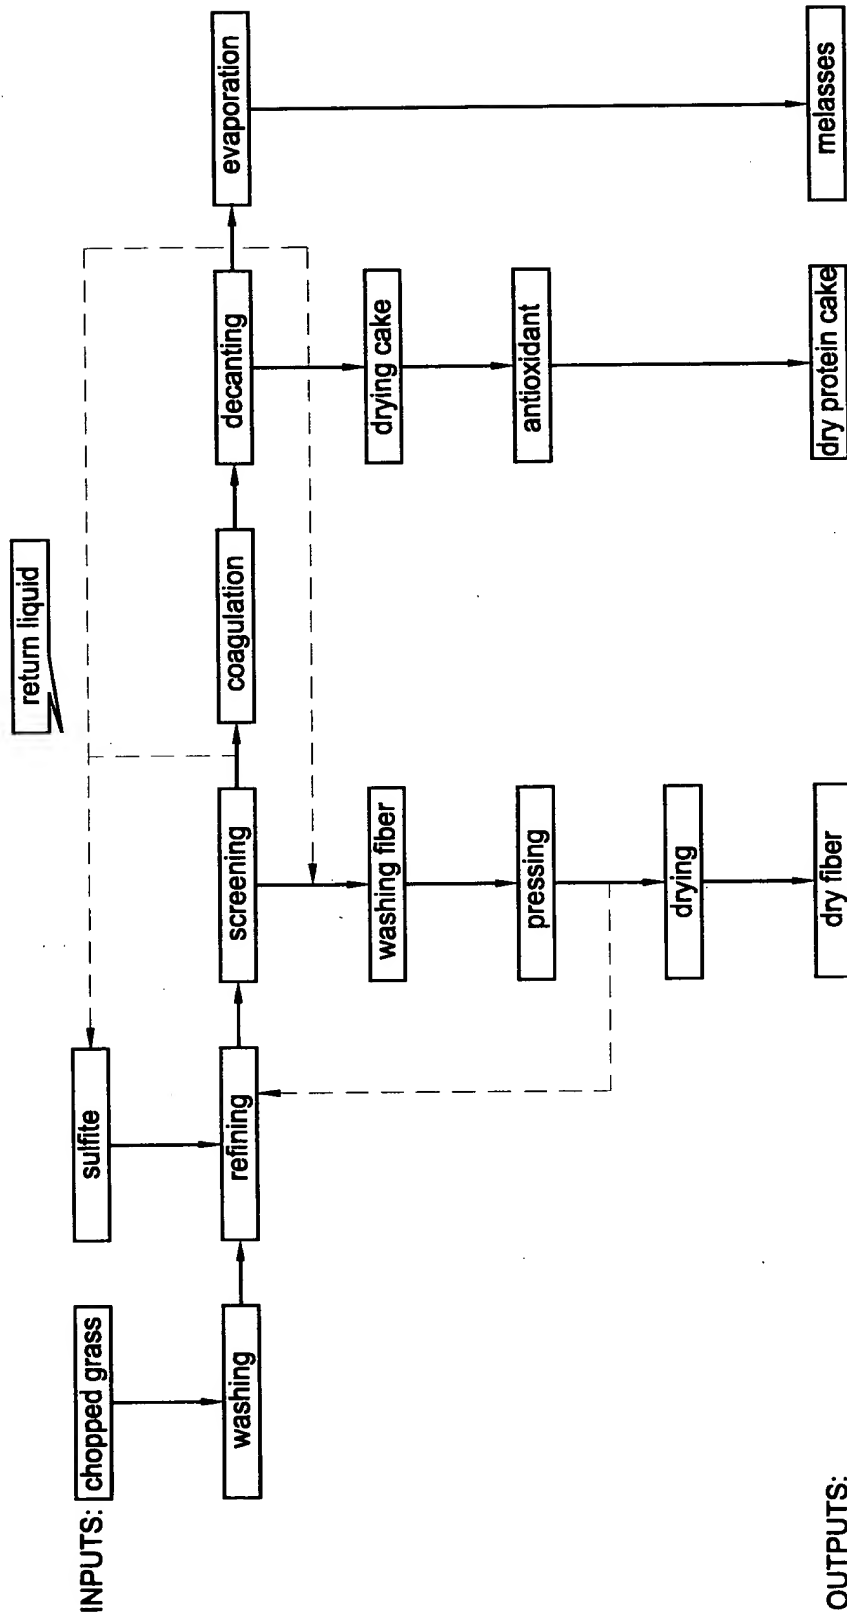 return liquid
INPUTS:
chopped grass
sulfite
washing
refining
screening
coagulation
decanting
evaporation
washing fiber
drying cake
pressing
antioxidant
drying
OUTPUTS:
dry fiber
dry protein cake
melasses